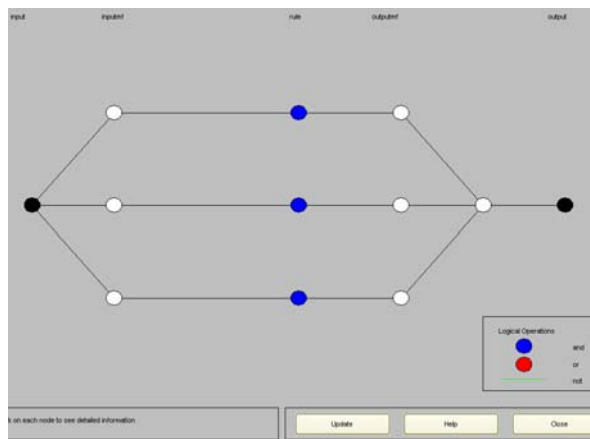 input inputmf rule outputmf output
Logical Operations
and
or
not
k on each node to see detailed information
Update Help Close